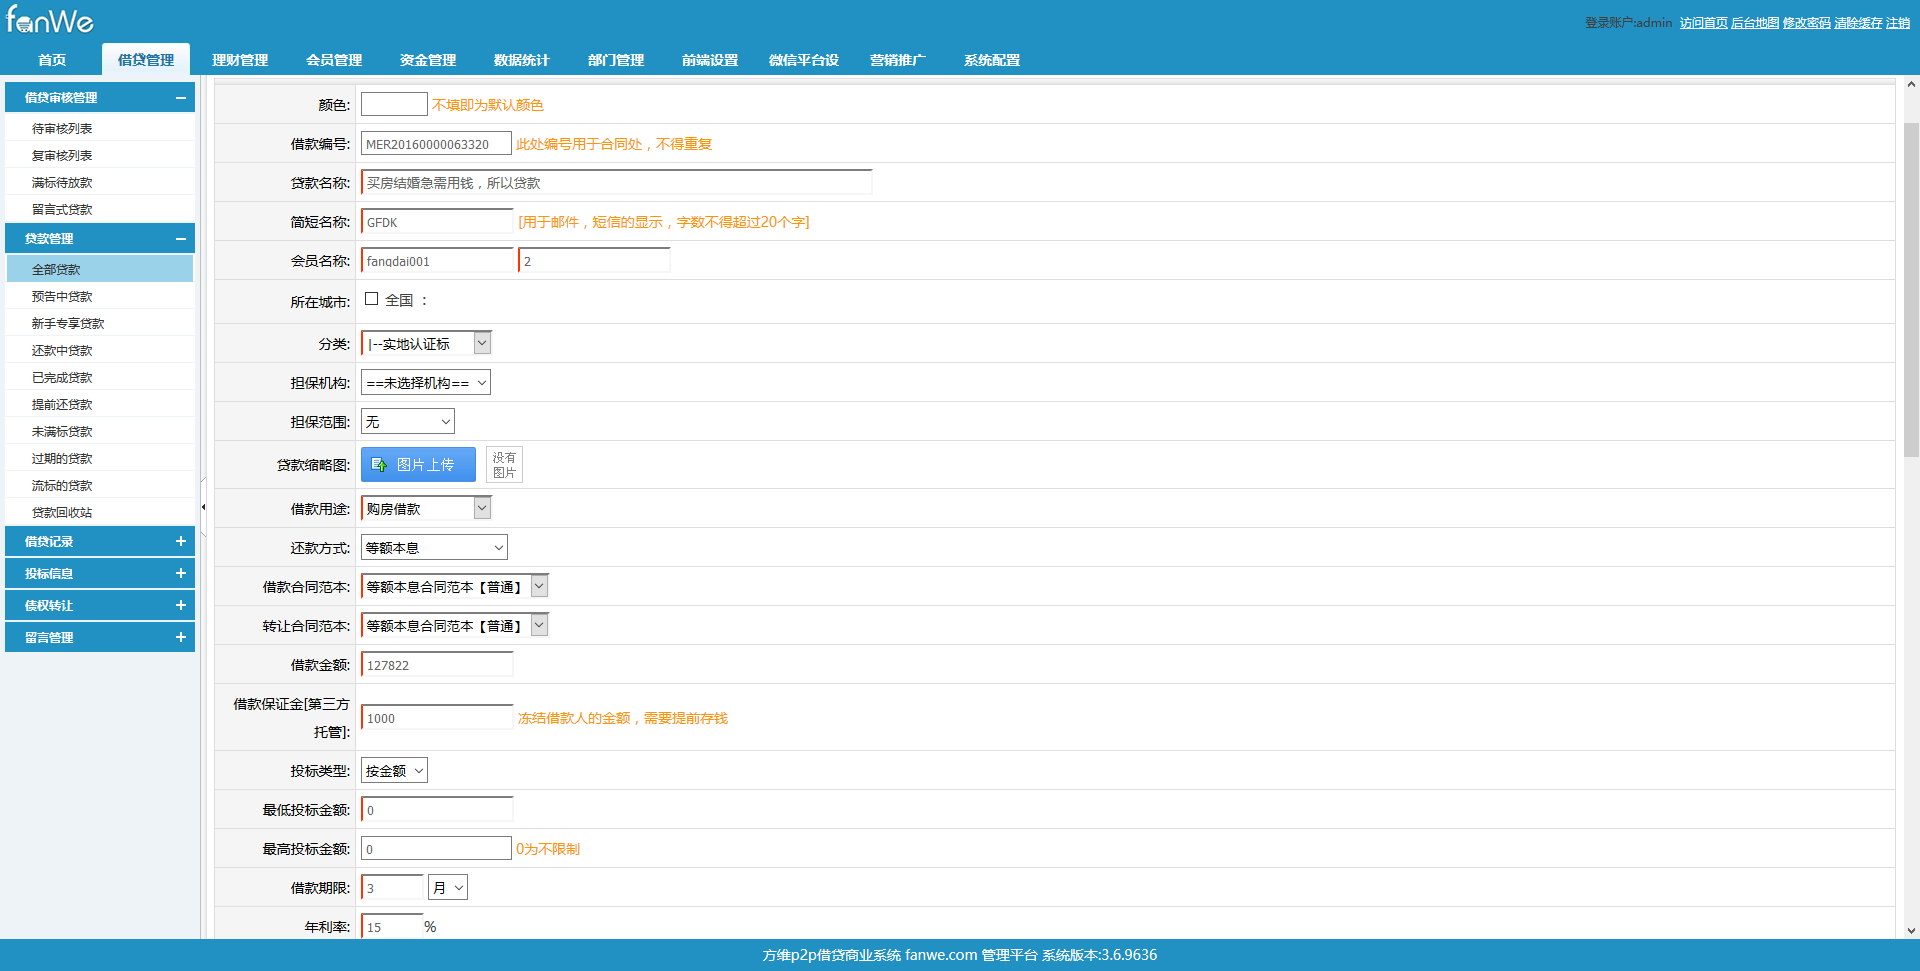 fanWe
登录账户:admin 访问首页 后台地图 修改密码 清除缓存 注销
首页 借贷管理 理财管理 会员管理 资金管理 数据统计 部门管理 前端设置 微信平台设 营销推广 系统配置
借贷审核管理
待审核列表
复审核列表
满标待放款
留言式贷款
贷款管理
全部贷款
预告中贷款
新手专享贷款
还款中贷款
已完成贷款
提前还贷款
未满标贷款
过期的贷款
流标的贷款
贷款回收站
借贷记录
投标信息
债权转让
留言管理
颜色: 不填即为默认颜色
借款编号: MER20160000063320 此处编号用于合同处，不得重复
贷款名称: 买房结婚急需用钱，所以贷款
简短名称: GFDK [用于邮件，短信的显示，字数不得超过20个字]
会员名称: fangdai001 2
所在城市: 全国 ：
分类: |--实地认证标
担保机构: ==未选择机构==
担保范围: 无
贷款缩略图: 图片上传 没有
图片
借款用途: 购房借款
还款方式: 等额本息
借款合同范本: 等额本息合同范本【普通】
转让合同范本: 等额本息合同范本【普通】
借款金额: 127822
借款保证金[第三方
托管]: 1000 冻结借款人的金额，需要提前存钱
投标类型: 按金额
最低投标金额: 0
最高投标金额: 0 0为不限制
借款期限: 3 月
年利率: 15 %
方维p2p借贷商业系统 fanwe.com 管理平台 系统版本:3.6.9636